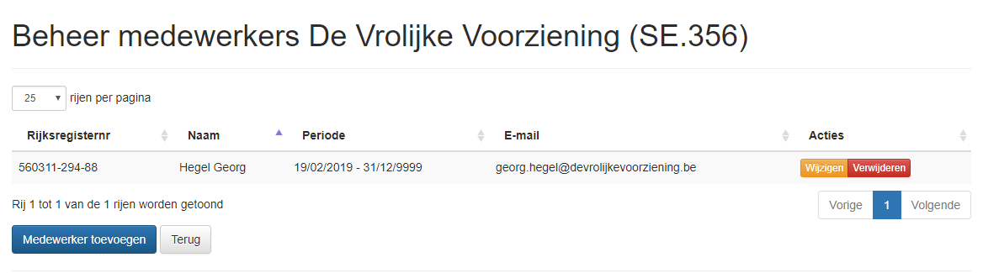 Beheer medewerkers De Vrolijke Voorziening (SE.356)
25 rijen per pagina
Rijksregisternr Naam Periode E-mail Acties
560311-294-88 Hegel Georg 19/02/2019 - 31/12/9999 georg.hegel@devrolijkevoorziening.be Wijzigen Verwijderen
Rij 1 tot 1 van de 1 rijen worden getoond Vorige 1 Volgende
Medewerker toevoegen Terug